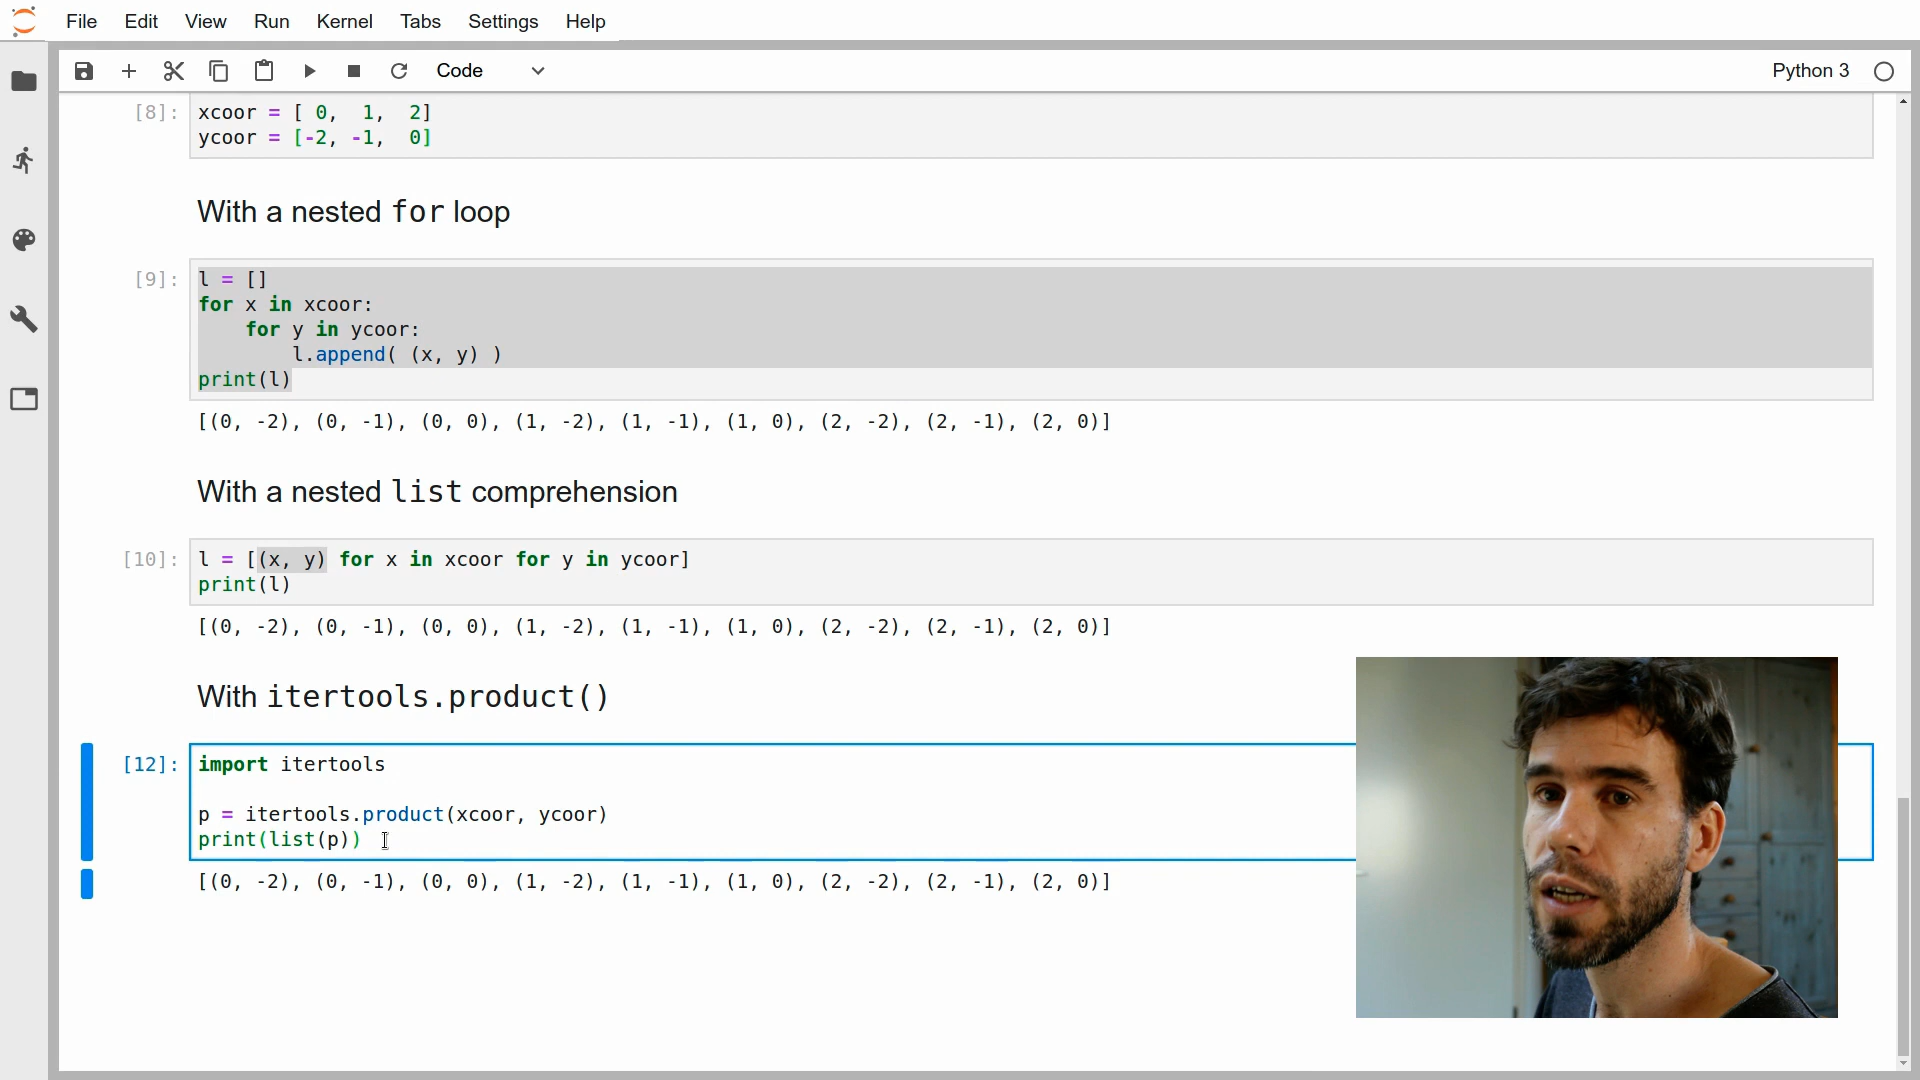 File Edit View Run Kernel Tabs Settings Help
Code
Python 3
[8]: xcoor = [ 0,  1,  2]
ycoor = [-2, -1,  0]
With a nested for loop
[9]: l = []
for x in xcoor:
    for y in ycoor:
        l.append( (x, y) )
print(l)
[(0, -2), (0, -1), (0, 0), (1, -2), (1, -1), (1, 0), (2, -2), (2, -1), (2, 0)]
With a nested list comprehension
[10]: l = [(x, y) for x in xcoor for y in ycoor]
print(l)
[(0, -2), (0, -1), (0, 0), (1, -2), (1, -1), (1, 0), (2, -2), (2, -1), (2, 0)]
With itertools.product()
[12]: import itertools
p = itertools.product(xcoor, ycoor)
print(list(p))
[(0, -2), (0, -1), (0, 0), (1, -2), (1, -1), (1, 0), (2, -2), (2, -1), (2, 0)]